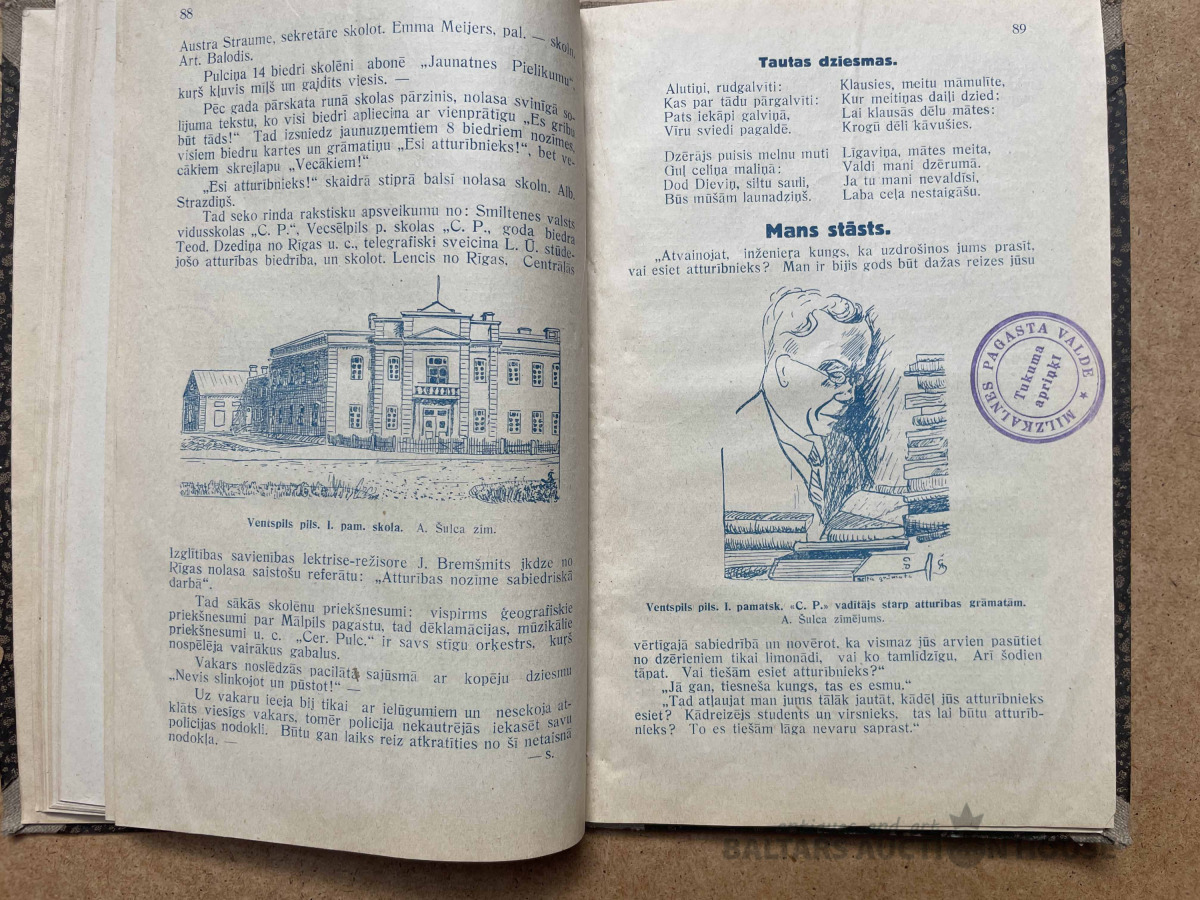 88
Austra Straume, sekretāre skolot. Emma Meijers, pal. — skoln.
Art. Balodis.
Pulciņa 14 biedri skolēni abonē „Jaunatnes Pielikumu“,
kurš kļuvis mīļš un gaidīts viesis. —
Pēc gada pārskata runā skolas pārzinis, nolasa svinīgā so-
lijuma tekstu, ko visi biedri apliecina ar vienprātīgu „Es gribu
būt tāds!“ Tad izsniedz jaunuzņemtiem 8 biedriem nozīmes,
visiem biedru kartes un grāmatiņu „Esi atturībnieks!“, bet ve-
cākiem skrejlapu „Vecākiem!“
„Esi atturībnieks!“ skaidrā stiprā balsī nolasa skoln. Alb.
Strazdiņš.
Tad seko rinda rakstisku apsveikumu no: Smiltenes valsts
vidusskolas „C. P.“, Vecsēlpils p. skolas „C. P., goda biedra
Teod. Dzediņa no Rīgas u. c., telegrafiski sveicina L. Ū. stūde-
jošo atturības biedrība, un skolot. Lencis no Rīgas. Centrālās
Ventspils pils. I. pam. skola. A. Šulca zim.
Izglītības savienības lektrise-režisore J. Bremšmits jkdze no
Rīgas nolasa saistošu referātu: „Atturības nozīme sabiedriskā
darbā“.
Tad sākās skolēnu priekšnesumi: vispirms ģeografiskie
priekšnesumi par Mālpils pagastu, tad dēklamācijas, mūzikālie
priekšnesumi u. c. „Cer. Pulc.“ ir savs stīgu orķestrs, kurš
nospēlēja vairākus gabalus.
Vakars noslēdzās pacilātā sajūsmā ar kopēju dziesmu
„Nevis slinkojot un pūstot!“ —
Uz vakaru ieeja bij tikai ar ielūgumiem un nesekoja at-
klāts viesīgs vakars, tomēr policija nekautrējās iekasēt savu
policijas nodokli. Būtu gan laiks reiz atkratīties no šī netaisnā
nodokļa. —
— s.
89
Tautas dziesmas.
Alutiņi, rudgalvīti:
Kas par tādu pārgalvīti:
Pats iekāpi galviņā,
Vīru sviedi pagaldē.
Dzērājs puisis melnu muti
Guļ celiņa maliņā:
Dod Dieviņ, siltu sauli,
Būs mūšām launadziņš.
Klausies, meitu māmulīte,
Kur meitiņas daiļi dzied;
Lai klausās dēlu mātes:
Krogū dēli kāvušies.
Līgaviņa, mātes meita,
Valdi mani dzērumā.
Ja tu mani nevaldīsi,
Laba ceļa nestaigāšu.
Mans stāsts.
„Atvainojat, inženiera kungs, ka uzdrošinos jums prasīt,
vai esiet atturībnieks? Man ir bijis gods būt dažas reizes jūsu
MILZKALNES PAGASTA VALDE
Tukuma
apriņķī
Ventspils pils. I. pamatsk. «C. P.» vadītājs starp atturības grāmatām.
A. Šulca zīmējums.
vērtīgajā sabiedrībā un novērot, ka vismaz jūs arvien pasūtiet
no dzērieniem tikai limonādi, vai ko tamlīdzīgu. Arī šodien
tāpat. Vai tiešām esiet atturībnieks?“
„Jā gan, tiesneša kungs, tas es esmu.“
„Tad atļaujat man jums tālāk jautāt, kādēļ jūs atturībnieks
esiet? Kādreizējs students un virsnieks, tas lai būtu atturīb-
nieks? To es tiešām lāga nevaru saprast.“
antiques and art
BALTARS AUCTION HOUSE